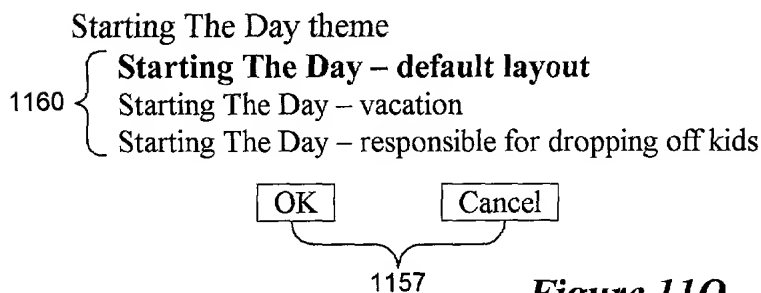 Starting The Day theme
Starting The Day – default layout
1160
Starting The Day – vacation
Starting The Day – responsible for dropping off kids
OK Cancel
1157